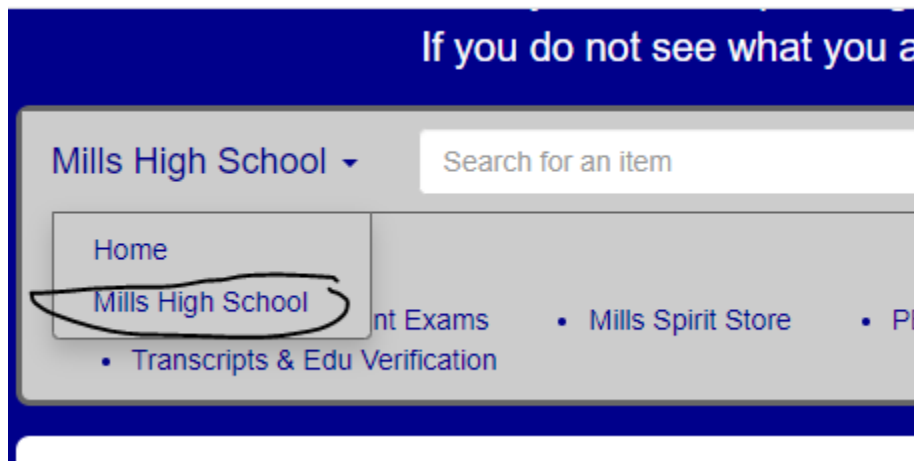 If you do not see what you a
Mills High School
Search for an item
Home
Mills High School
nt Exams • Mills Spirit Store • Pl
• Transcripts & Edu Verification